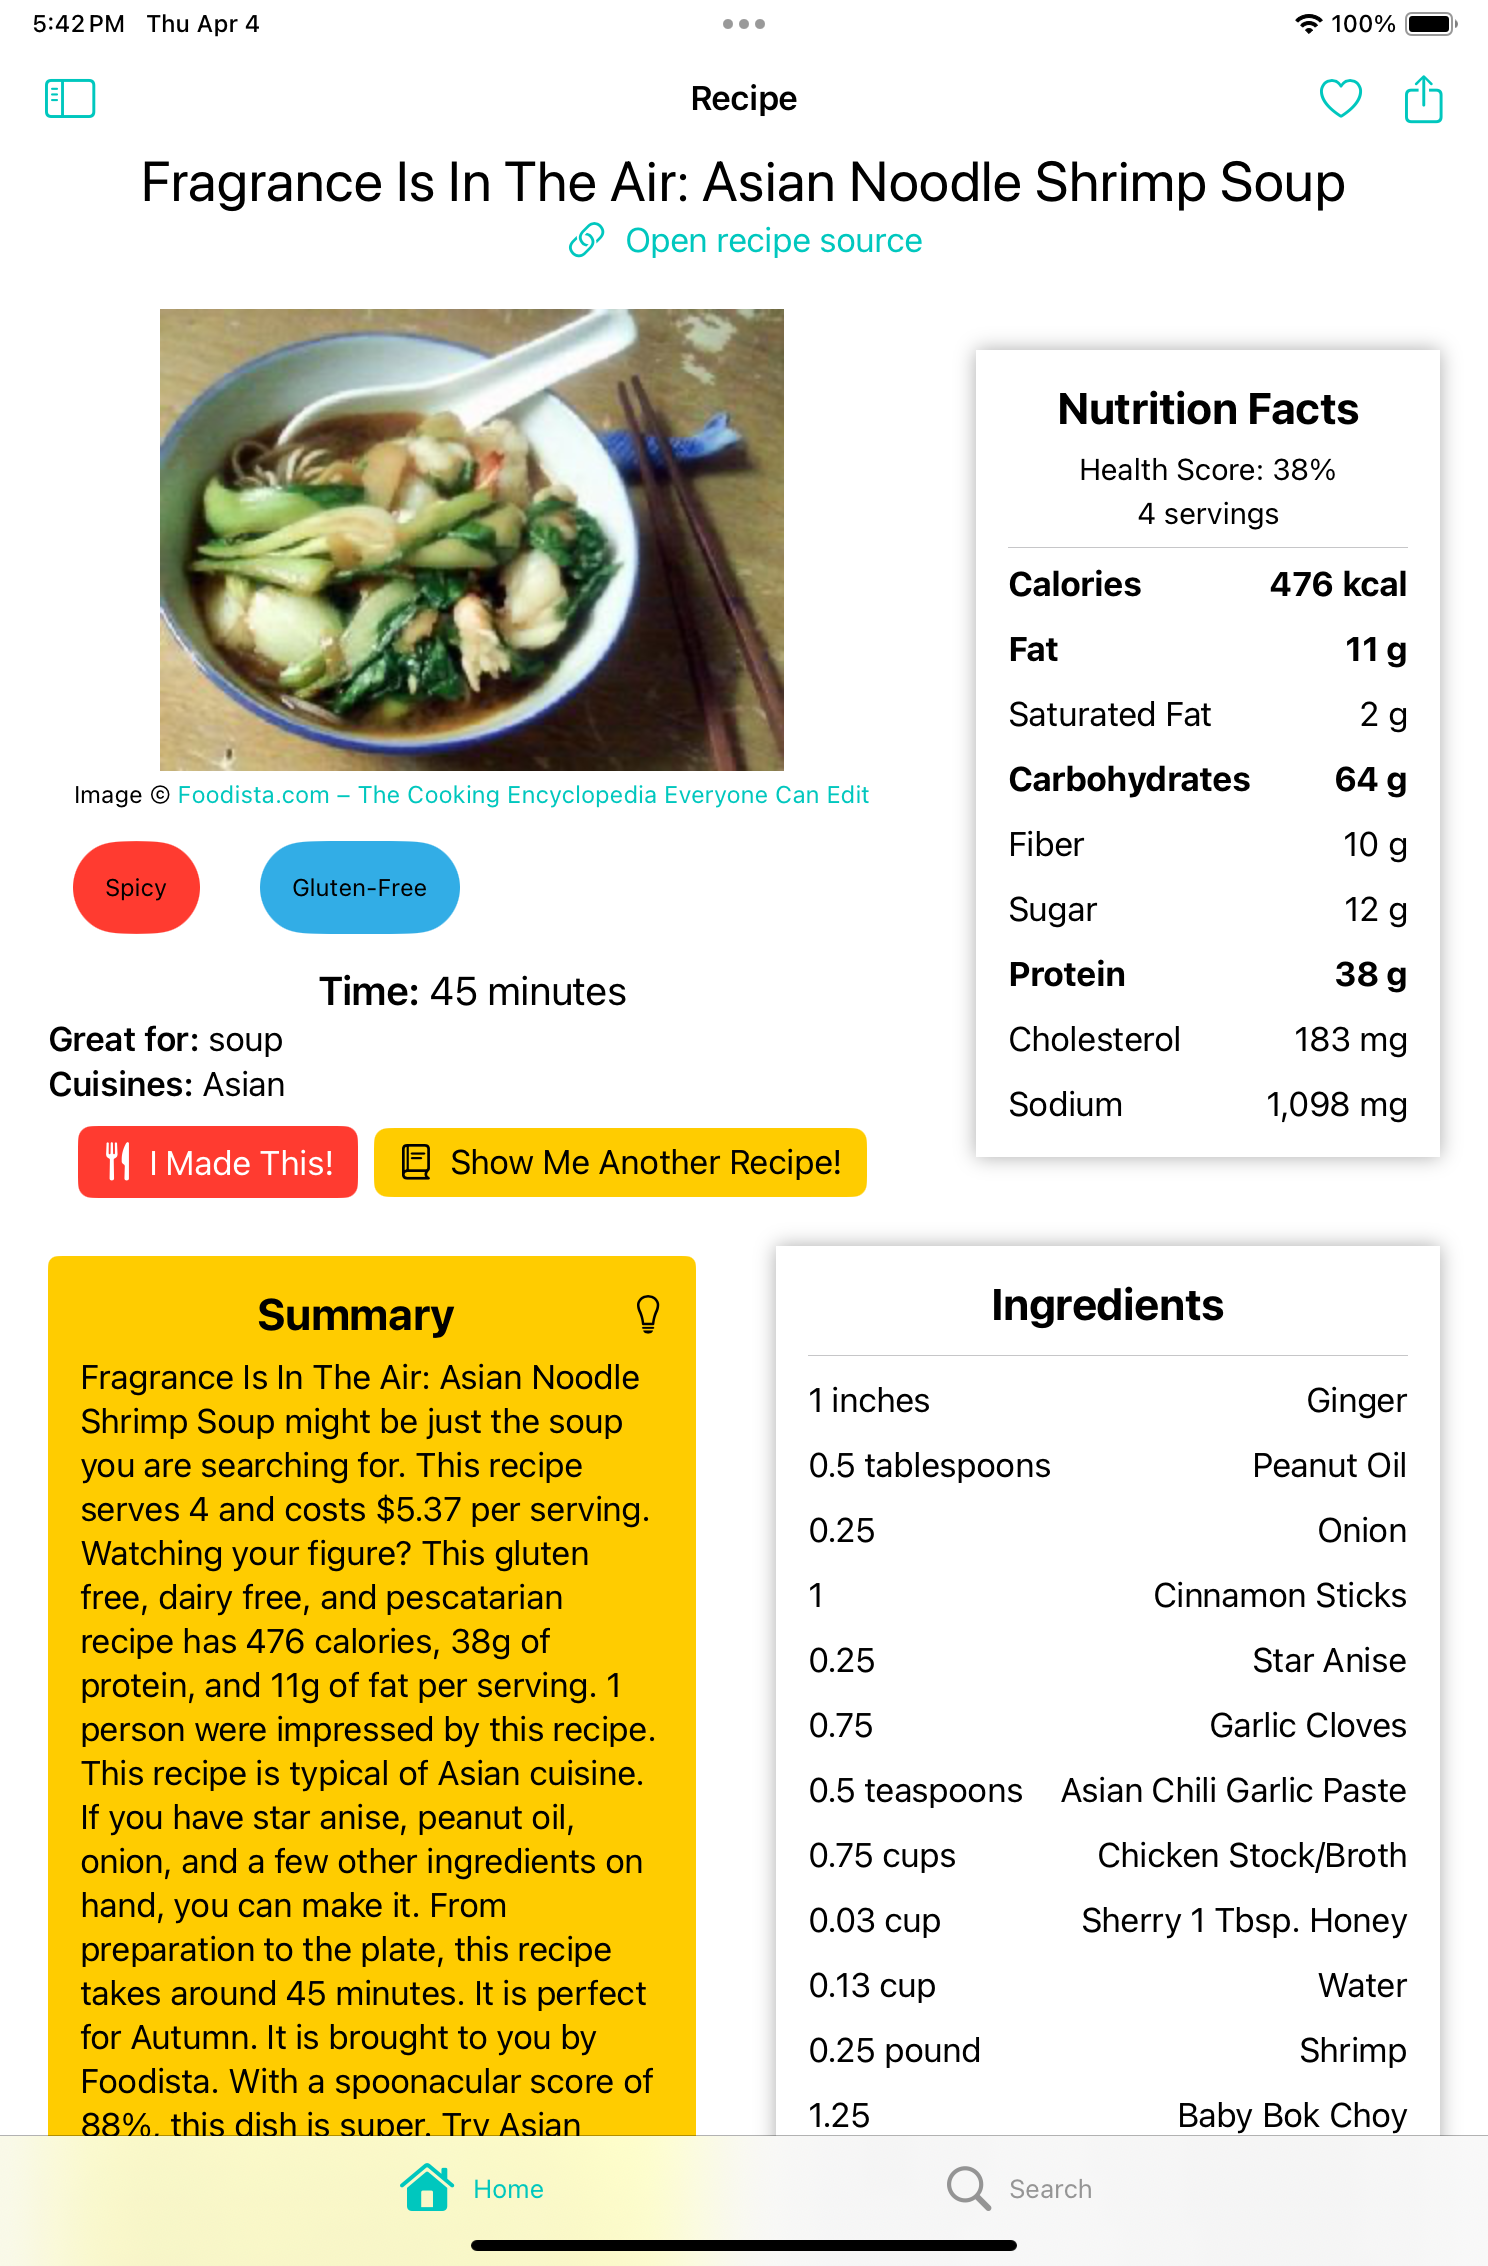 5:42 PM Thu Apr 4
100%
Recipe
Fragrance Is In The Air: Asian Noodle Shrimp Soup
Open recipe source
Image © Foodista.com – The Cooking Encyclopedia Everyone Can Edit
Spicy
Gluten-Free
Time: 45 minutes
Great for: soup
Cuisines: Asian
I Made This!
Show Me Another Recipe!
Nutrition Facts
Health Score: 38%
4 servings
Calories 476 kcal
Fat 11 g
Saturated Fat 2 g
Carbohydrates 64 g
Fiber 10 g
Sugar 12 g
Protein 38 g
Cholesterol 183 mg
Sodium 1,098 mg
Summary
Fragrance Is In The Air: Asian Noodle
Shrimp Soup might be just the soup
you are searching for. This recipe
serves 4 and costs $5.37 per serving.
Watching your figure? This gluten
free, dairy free, and pescatarian
recipe has 476 calories, 38g of
protein, and 11g of fat per serving. 1
person were impressed by this recipe.
This recipe is typical of Asian cuisine.
If you have star anise, peanut oil,
onion, and a few other ingredients on
hand, you can make it. From
preparation to the plate, this recipe
takes around 45 minutes. It is perfect
for Autumn. It is brought to you by
Foodista. With a spoonacular score of
88%, this dish is super. Try Asian
Ingredients
1 inches Ginger
0.5 tablespoons Peanut Oil
0.25 Onion
1 Cinnamon Sticks
0.25 Star Anise
0.75 Garlic Cloves
0.5 teaspoons Asian Chili Garlic Paste
0.75 cups Chicken Stock/Broth
0.03 cup Sherry 1 Tbsp. Honey
0.13 cup Water
0.25 pound Shrimp
1.25 Baby Bok Choy
Home
Search